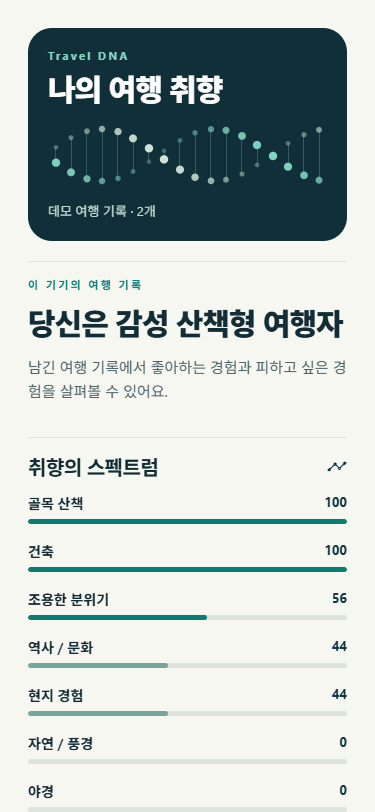 Travel DNA
나의 여행 취향
데모 여행 기록 · 2개
이 기기의 여행 기록
당신은 감성 산책형 여행자
남긴 여행 기록에서 좋아하는 경험과 피하고 싶은 경
험을 살펴볼 수 있어요.
취향의 스펙트럼
골목 산책 100
건축 100
조용한 분위기 56
역사 / 문화 44
현지 경험 44
자연 / 풍경 0
야경 0